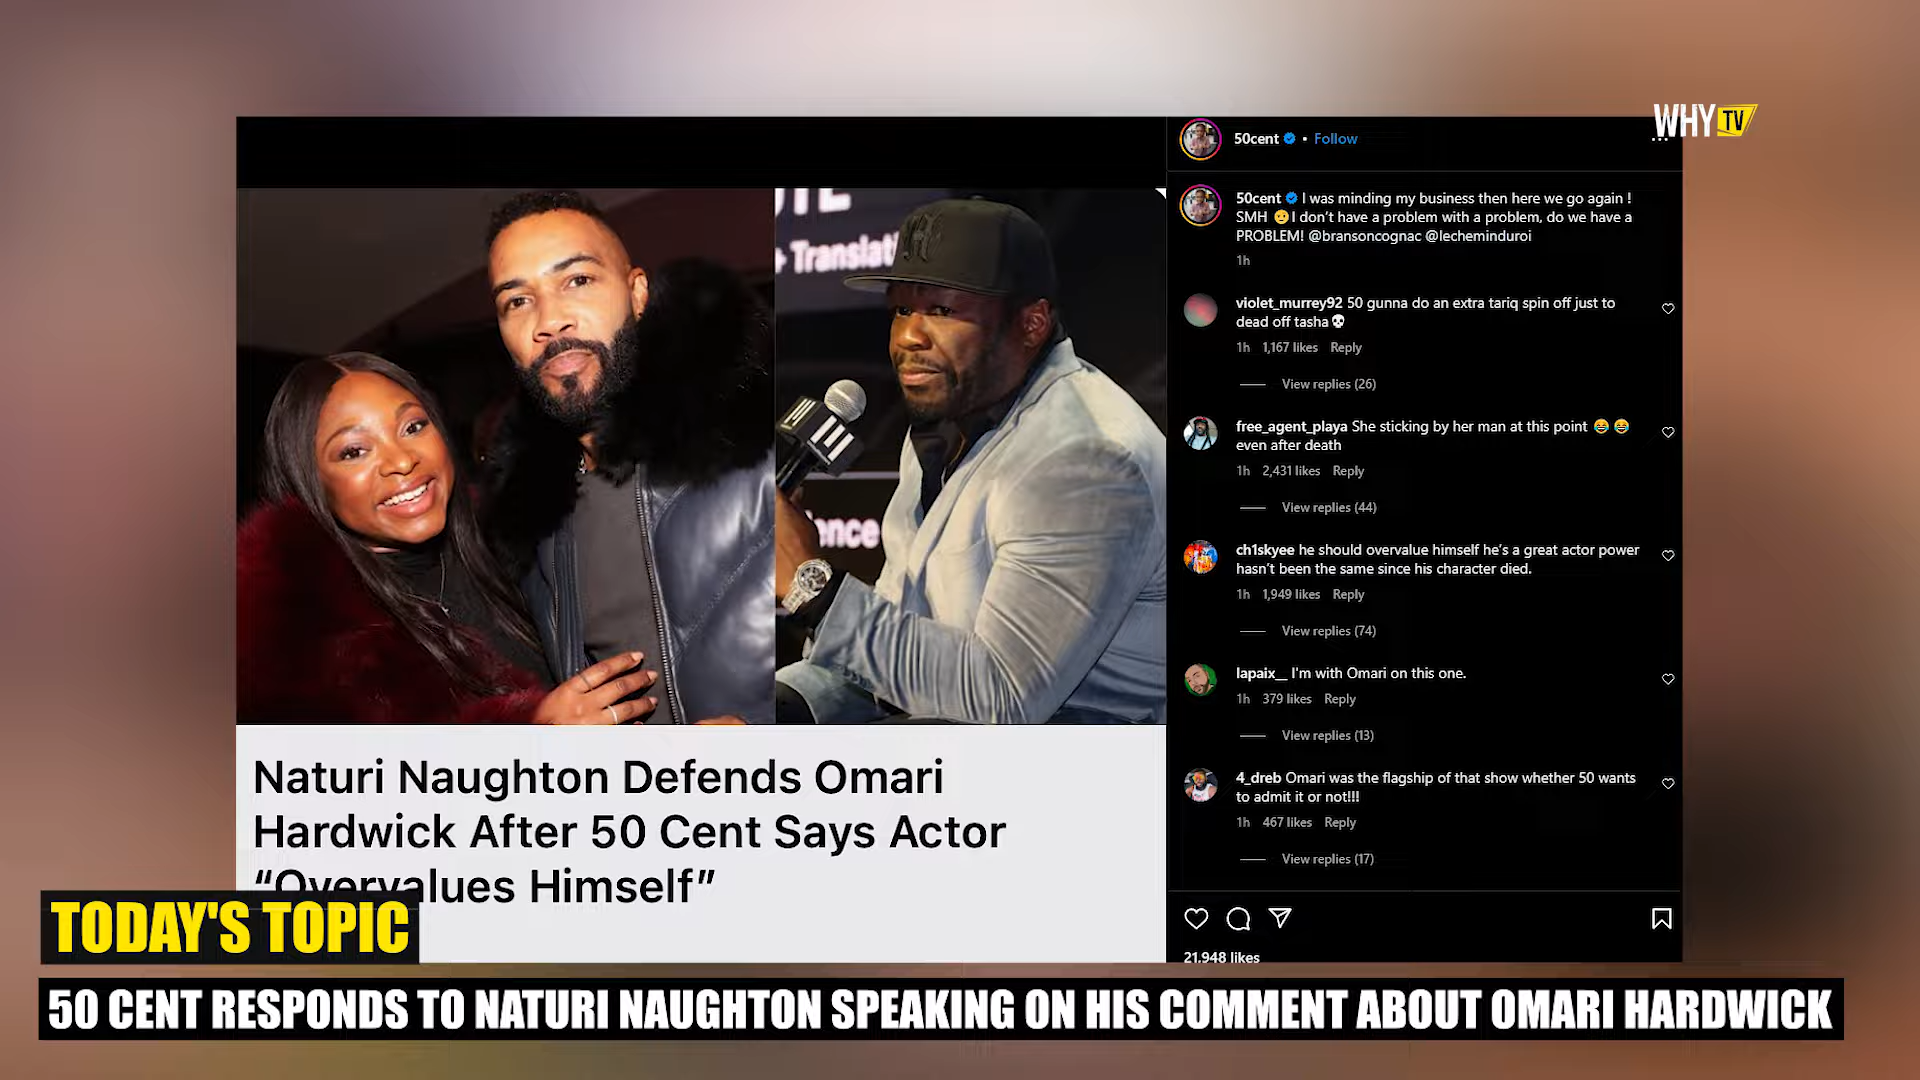 WHY TV
OTE
+ Translati
ence
50cent • Follow
...
50cent I was minding my business then here we go again !
SMH 🤨I don’t have a problem with a problem, do we have a
PROBLEM! @bransoncognac @lecheminduroi
1h
violet_murrey92 50 gunna do an extra tariq spin off just to
dead off tasha💀
1h 1,167 likes Reply
View replies (26)
free_agent_playa She sticking by her man at this point 😂 😂
even after death
1h 2,431 likes Reply
View replies (44)
ch1skyee he should overvalue himself he’s a great actor power
hasn’t been the same since his character died.
1h 1,949 likes Reply
View replies (74)
lapaix__ I'm with Omari on this one.
1h 379 likes Reply
View replies (13)
4_dreb Omari was the flagship of that show whether 50 wants
to admit it or not!!!
1h 467 likes Reply
View replies (17)
21,948 likes
Naturi Naughton Defends Omari
Hardwick After 50 Cent Says Actor
“Overvalues Himself”
TODAY'S TOPIC
50 CENT RESPONDS TO NATURI NAUGHTON SPEAKING ON HIS COMMENT ABOUT OMARI HARDWICK